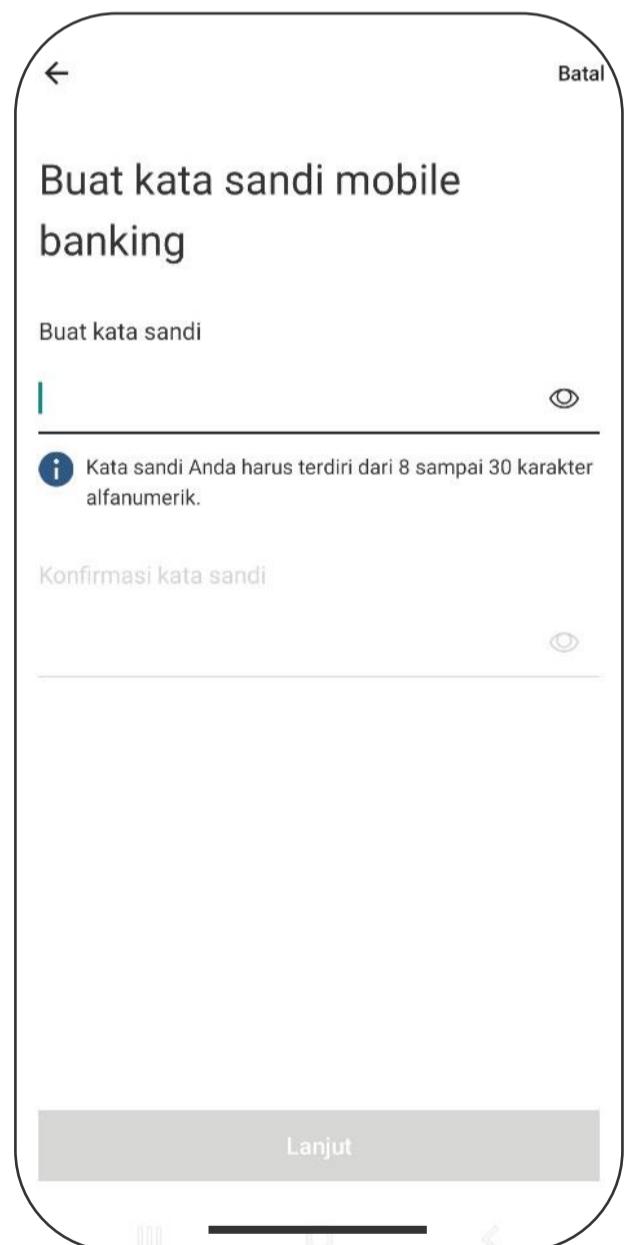 Batal
Buat kata sandi mobile
banking
Buat kata sandi
Kata sandi Anda harus terdiri dari 8 sampai 30 karakter
alfanumerik.
Konfirmasi kata sandi
Lanjut